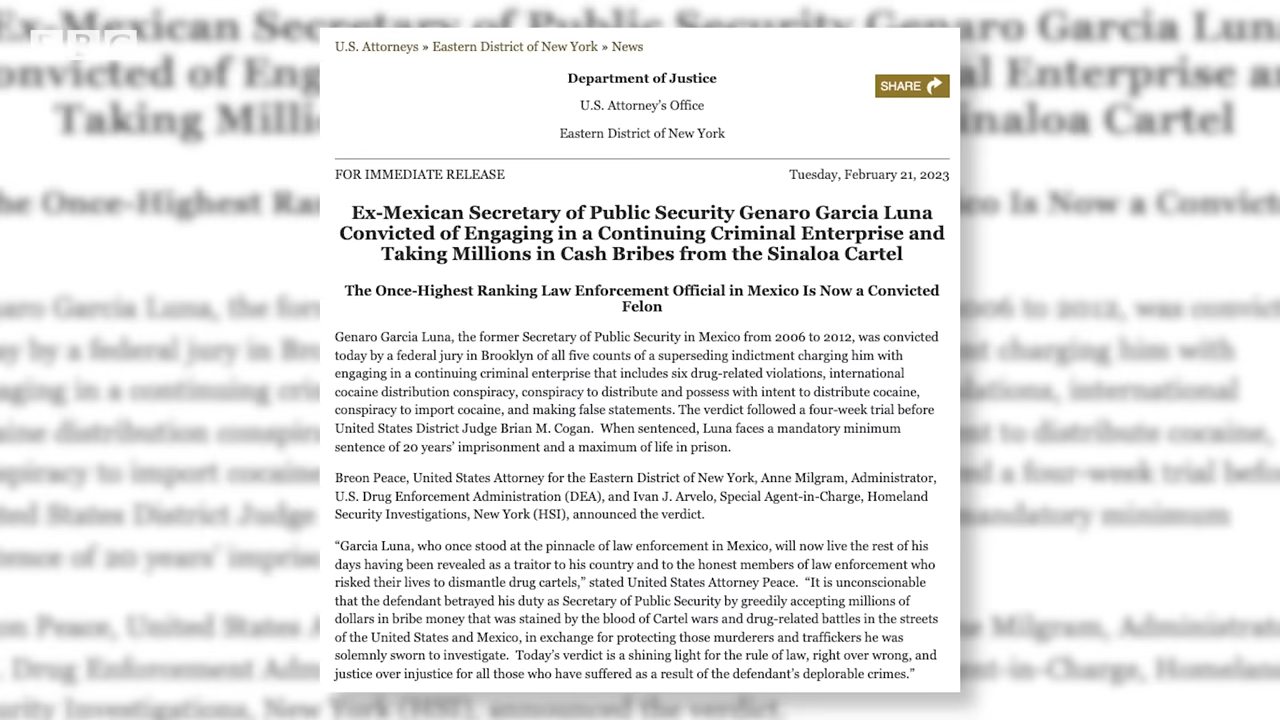 BBC
U.S. Attorneys » Eastern District of New York » News
Department of Justice
SHARE
U.S. Attorney's Office
Eastern District of New York
FOR IMMEDIATE RELEASE Tuesday, February 21, 2023
Ex-Mexican Secretary of Public Security Genaro Garcia Luna
Convicted of Engaging in a Continuing Criminal Enterprise and
Taking Millions in Cash Bribes from the Sinaloa Cartel
The Once-Highest Ranking Law Enforcement Official in Mexico Is Now a Convicted
Felon
Genaro Garcia Luna, the former Secretary of Public Security in Mexico from 2006 to 2012, was convicted
today by a federal jury in Brooklyn of all five counts of a superseding indictment charging him with
engaging in a continuing criminal enterprise that includes six drug-related violations, international
cocaine distribution conspiracy, conspiracy to distribute and possess with intent to distribute cocaine,
conspiracy to import cocaine, and making false statements. The verdict followed a four-week trial before
United States District Judge Brian M. Cogan.  When sentenced, Luna faces a mandatory minimum
sentence of 20 years' imprisonment and a maximum of life in prison.
Breon Peace, United States Attorney for the Eastern District of New York, Anne Milgram, Administrator,
U.S. Drug Enforcement Administration (DEA), and Ivan J. Arvelo, Special Agent-in-Charge, Homeland
Security Investigations, New York (HSI), announced the verdict.
“Garcia Luna, who once stood at the pinnacle of law enforcement in Mexico, will now live the rest of his
days having been revealed as a traitor to his country and to the honest members of law enforcement who
risked their lives to dismantle drug cartels,” stated United States Attorney Peace.  “It is unconscionable
that the defendant betrayed his duty as Secretary of Public Security by greedily accepting millions of
dollars in bribe money that was stained by the blood of Cartel wars and drug-related battles in the streets
of the United States and Mexico, in exchange for protecting those murderers and traffickers he was
solemnly sworn to investigate.  Today's verdict is a shining light for the rule of law, right over wrong, and
justice over injustice for all those who have suffered as a result of the defendant's deplorable crimes.”